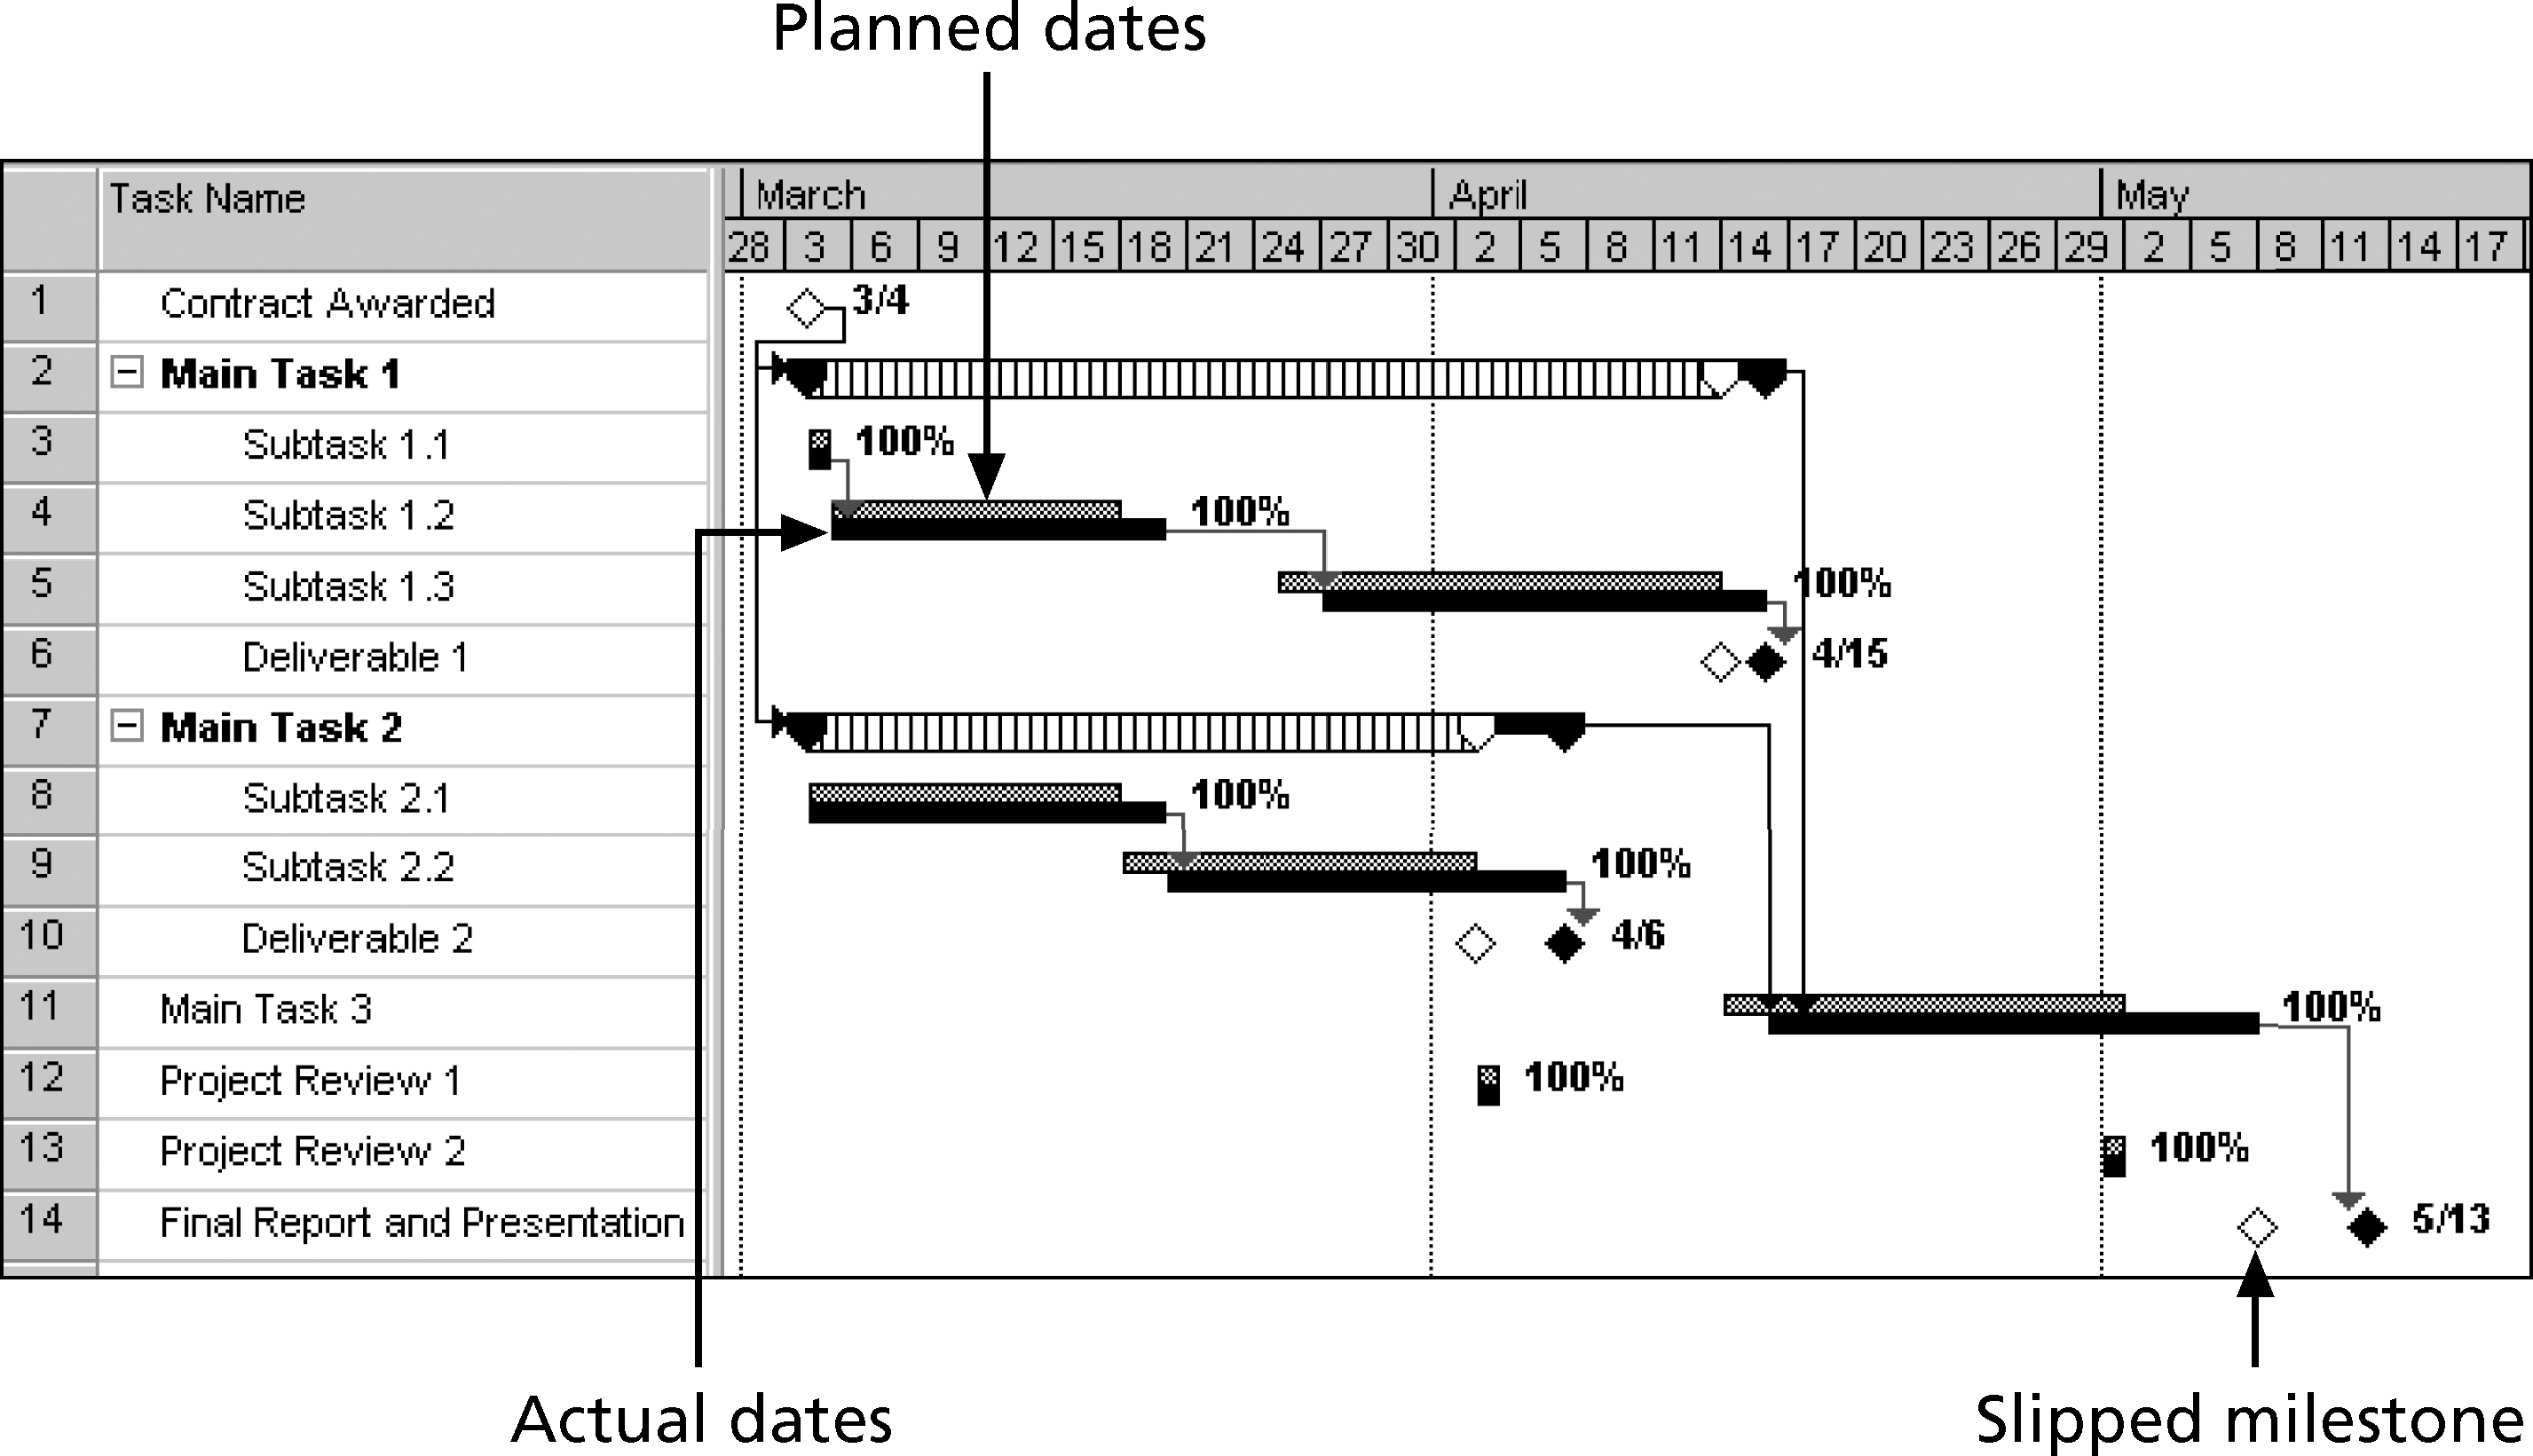 Planned dates
Task Name March April May
28 3 6 9 12 15 18 21 24 27 30 2 5 8 11 14 17 20 23 26 29 2 5 8 11 14 17
1 Contract Awarded 3/4
2 Main Task 1
3 Subtask 1.1 100%
4 Subtask 1.2 100%
5 Subtask 1.3 100%
6 Deliverable 1 4/15
7 Main Task 2
8 Subtask 2.1 100%
9 Subtask 2.2 100%
10 Deliverable 2 4/6
11 Main Task 3 100%
12 Project Review 1 100%
13 Project Review 2 100%
14 Final Report and Presentation 5/13
Actual dates Slipped milestone